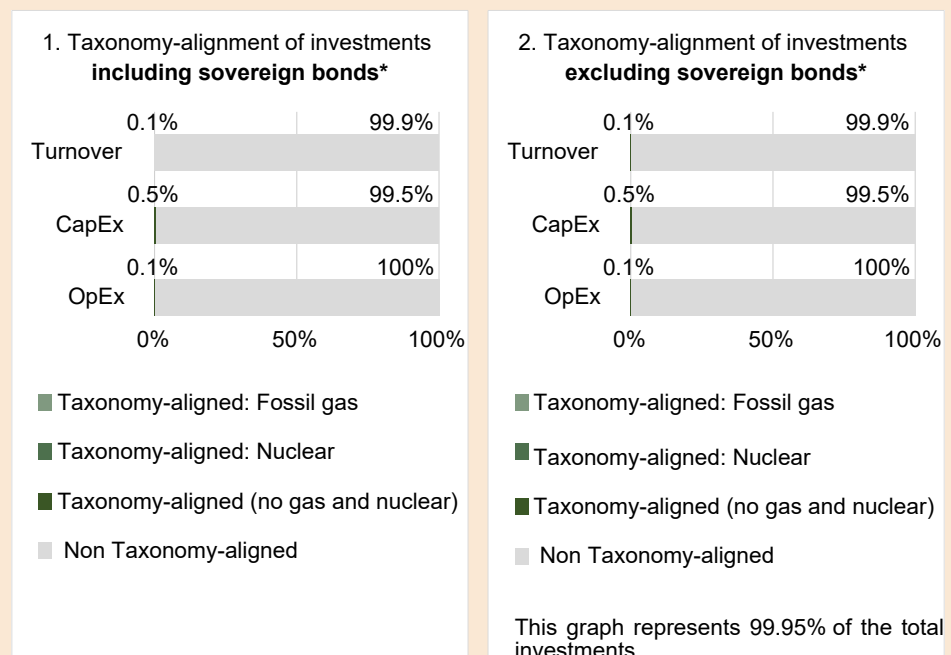 1. Taxonomy-alignment of investments
including sovereign bonds*
0.1% 99.9%
Turnover
0.5% 99.5%
CapEx
0.1% 100%
OpEx
0% 50% 100%
Taxonomy-aligned: Fossil gas
Taxonomy-aligned: Nuclear
Taxonomy-aligned (no gas and nuclear)
Non Taxonomy-aligned
2. Taxonomy-alignment of investments
excluding sovereign bonds*
0.1% 99.9%
Turnover
0.5% 99.5%
CapEx
0.1% 100%
OpEx
0% 50% 100%
Taxonomy-aligned: Fossil gas
Taxonomy-aligned: Nuclear
Taxonomy-aligned (no gas and nuclear)
Non Taxonomy-aligned
This graph represents 99.95% of the total
investments